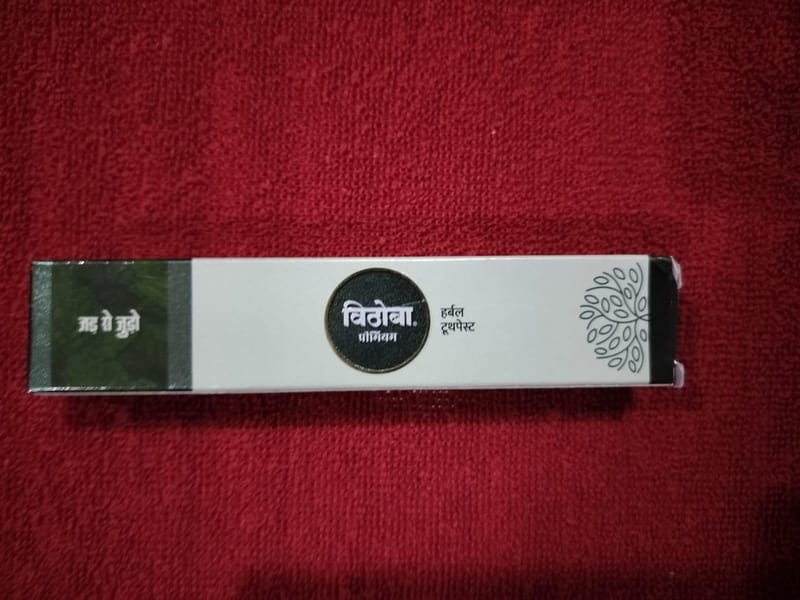 जड़ से जुड़ो
विठोबा®
प्रीमियम
हर्बल
टूथपेस्ट